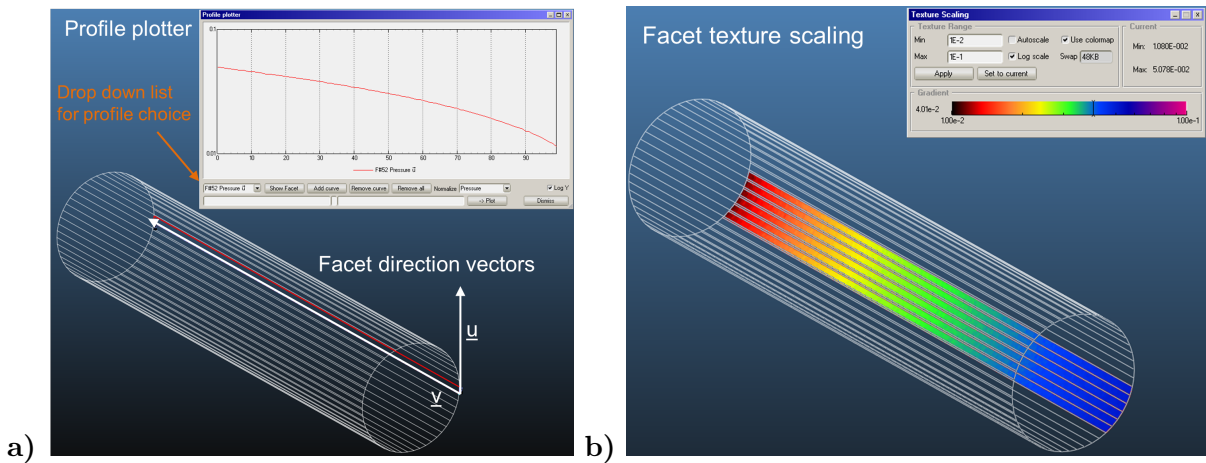 Profile plotter
Profile plotter
0.1
0.01
0 10 20 30 40 50 60 70 80 90
F#52 Pressure ū
F#52 Pressure ū Show Facet Add curve Remove curve Remove all Normalize Pressure Log Y
-> Plot Dismiss
Drop down list
for profile choice
Facet direction vectors
u
v
a)
Facet texture scaling
Texture Scaling
Texture Range
Min 1E-2 Autoscale Use colormap
Max 1E-1 Log scale Swap 48KB
Apply Set to current
Current
Min: 1.080E-002
Max: 5.078E-002
Gradient
4.01e-2
1.00e-2 1.00e-1
b)